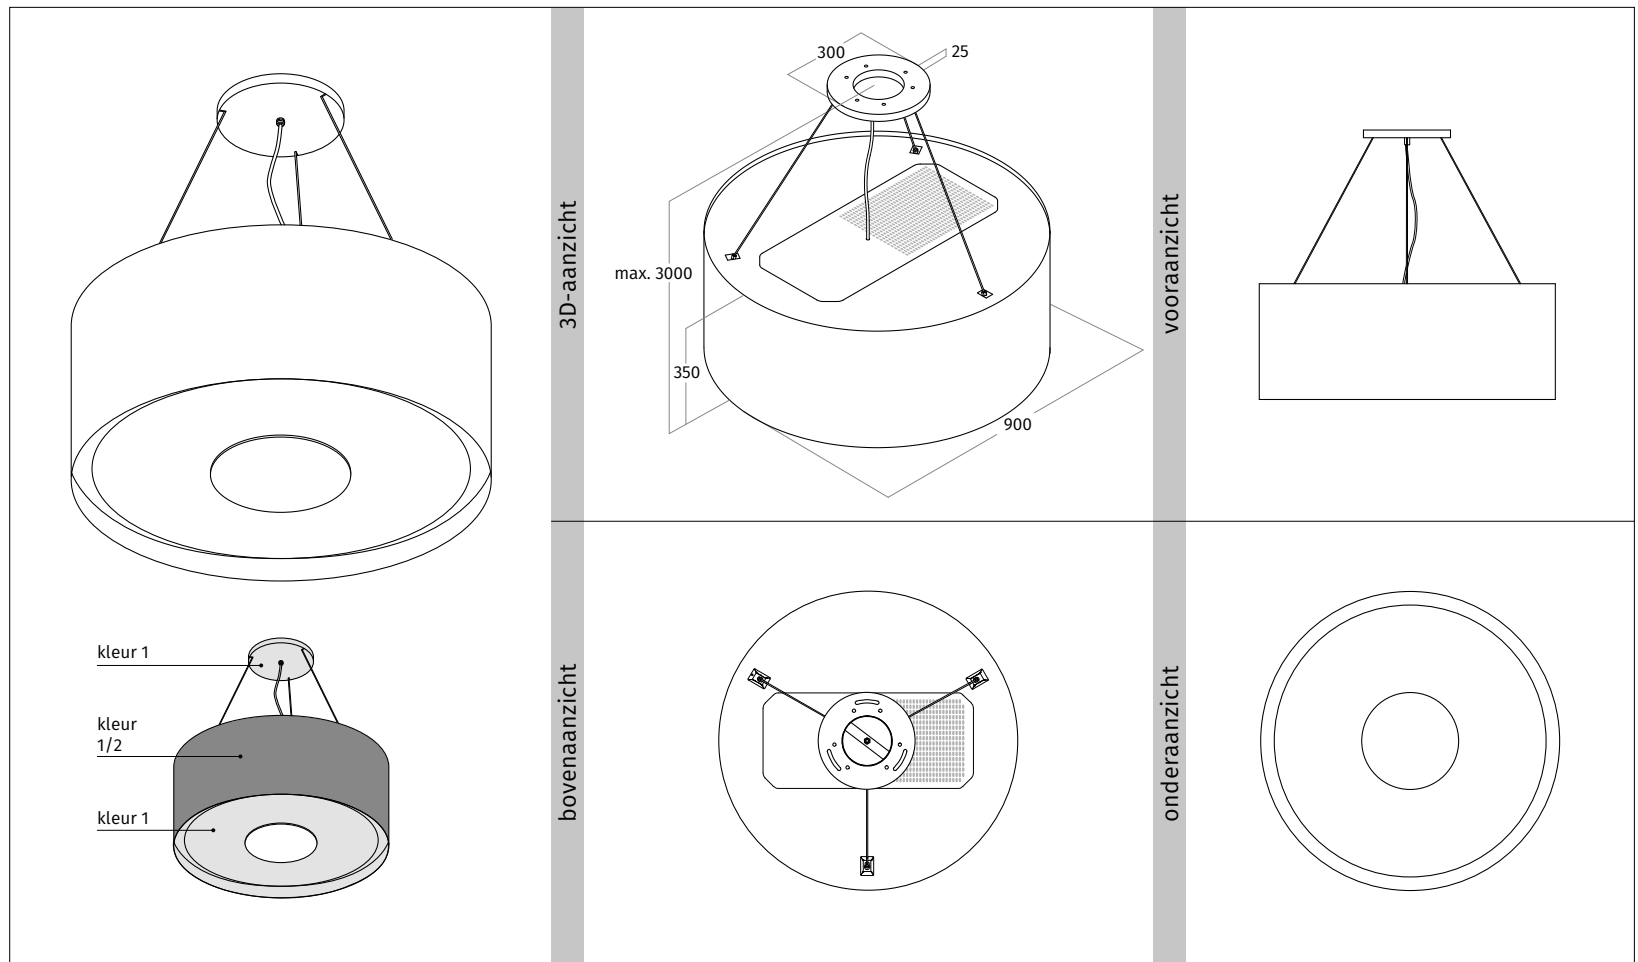 kleur 1
kleur
1/2
kleur 1
3D-aanzicht
300
25
max. 3000
350
900
vooraanzicht
bovenaanzicht
onderaanzicht